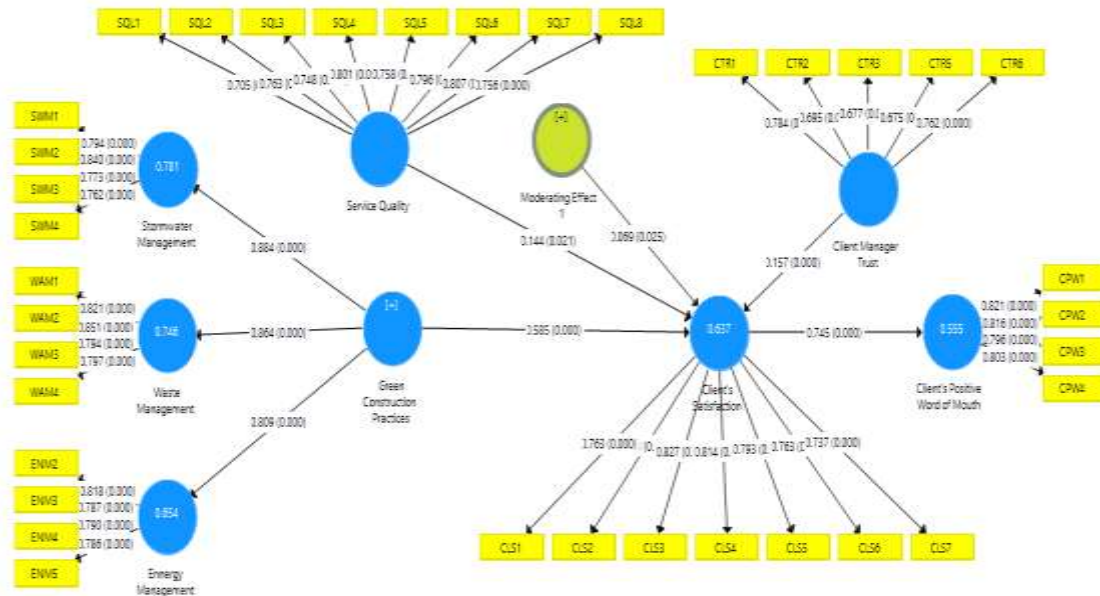 SQL1 SQL2 SQL3 SQL4 SQL5 SQL6 SQL7 SQL8
0.705 0.763 0.748 0.801 0.758 0.796 0.807 0.756 (0.000)
CTR1 CTR2 CTR3 CTR5 CTR6
0.784 0.695 0.677 0.675 0.762 (0.000)
SWM1
SWM2
SWM3
SWM4
0.794 (0.000)
0.840 (0.000)
0.773 (0.000)
0.762 (0.000)
0.781
Stormwater
Management
Service Quality
[+]
Moderating Effect
1
Client Manager
Trust
0.884 (0.000)
0.144 (0.021)
0.069 (0.025)
0.157 (0.000)
WAM1
WAM2
WAM3
WAM4
0.821 (0.000)
0.851 (0.000)
0.794 (0.000)
0.797 (0.000)
0.746
Waste
Management
0.864 (0.000)
[+]
Green
Construction
Practices
0.585 (0.000)
0.637
Client's
Satisfaction
0.745 (0.000)
0.555
Client's Positive
Word of Mouth
CPW1
CPW2
CPW3
CPW4
0.821 (0.000)
0.816 (0.000)
0.796 (0.000)
0.803 (0.000)
0.809 (0.000)
ENM2
ENM3
ENM4
ENM5
0.818 (0.000)
0.787 (0.000)
0.790 (0.000)
0.786 (0.000)
0.654
Ennergy
Management
0.763 (0.000) 0.827 0.814 0.793 0.763 0.737 (0.000)
CLS1 CLS2 CLS3 CLS4 CLS5 CLS6 CLS7